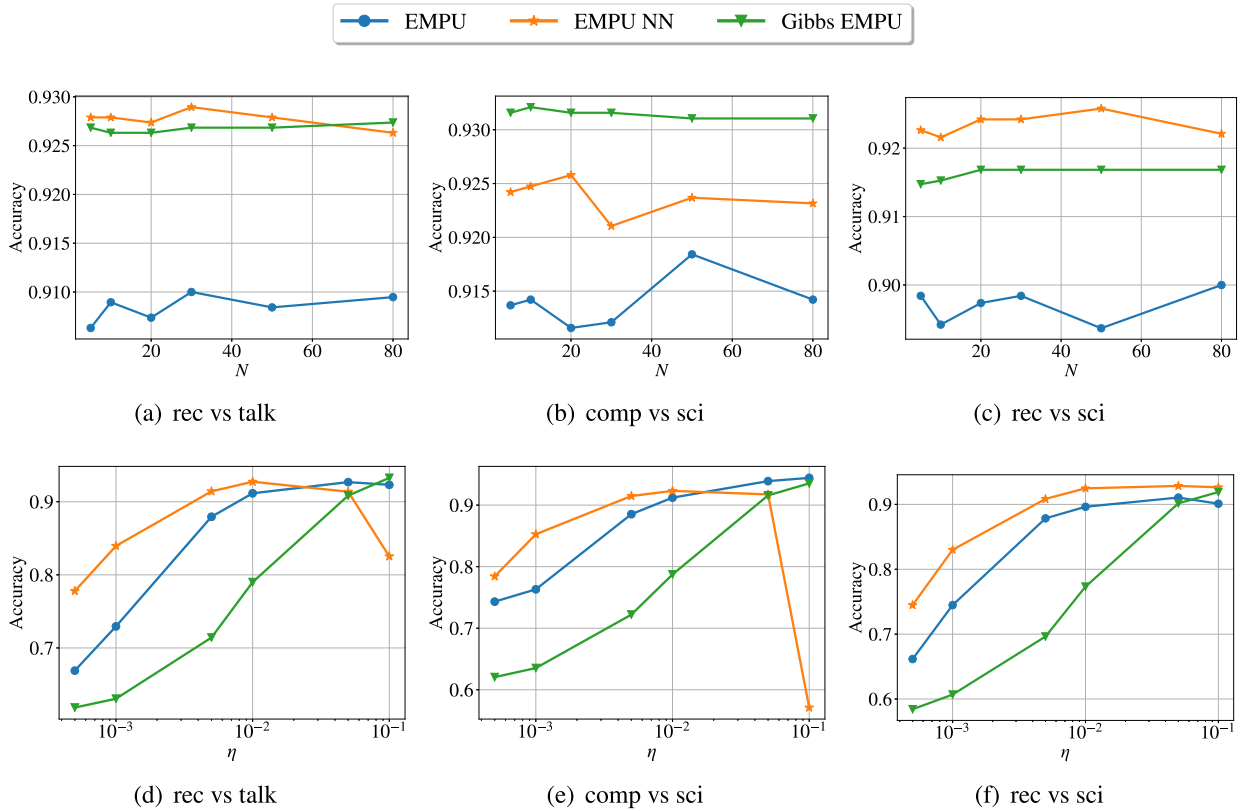 EMPU EMPU NN Gibbs EMPU
0.930
0.925
0.920
0.915
0.910
Accuracy
20 40 60 80
N
(a) rec vs talk
0.930
0.925
0.920
0.915
Accuracy
20 40 60 80
N
(b) comp vs sci
0.92
0.91
0.90
Accuracy
20 40 60 80
N
(c) rec vs sci
0.9
0.8
0.7
Accuracy
10⁻³ 10⁻² 10⁻¹
η
(d) rec vs talk
0.9
0.8
0.7
0.6
Accuracy
10⁻³ 10⁻² 10⁻¹
η
(e) comp vs sci
0.9
0.8
0.7
0.6
Accuracy
10⁻³ 10⁻² 10⁻¹
η
(f) rec vs sci